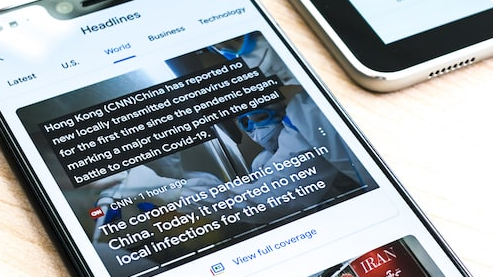 Headlines
Latest
U.S.
World
Business
Technology
Hong Kong (CNN)China has reported no
new locally transmitted coronavirus cases
for the first time since the pandemic began,
marking a major turning point in the global
battle to contain Covid-19.
CNN · 1 hour ago
The coronavirus pandemic began in
China. Today, it reported no new
local infections for the first time
View full coverage
IRAN